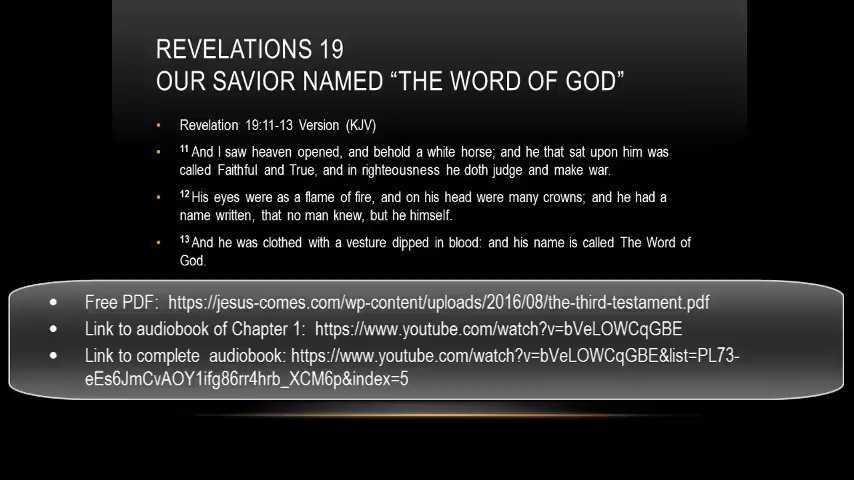 REVELATIONS 19
OUR SAVIOR NAMED “THE WORD OF GOD”
• Revelation 19:11-13 Version (KJV)
• 11 And I saw heaven opened, and behold a white horse; and he that sat upon him was
called Faithful and True, and in righteousness he doth judge and make war.
• 12 His eyes were as a flame of fire, and on his head were many crowns; and he had a
name written, that no man knew, but he himself.
• 13 And he was clothed with a vesture dipped in blood: and his name is called The Word of
God.
• Free PDF: https://jesus-comes.com/wp-content/uploads/2016/08/the-third-testament.pdf
• Link to audiobook of Chapter 1: https://www.youtube.com/watch?v=bVeLOWCqGBE
• Link to complete audiobook: https://www.youtube.com/watch?v=bVeLOWCqGBE&list=PL73-
eEs6JmCvAOY1ifg86rr4hrb_XCM6p&index=5